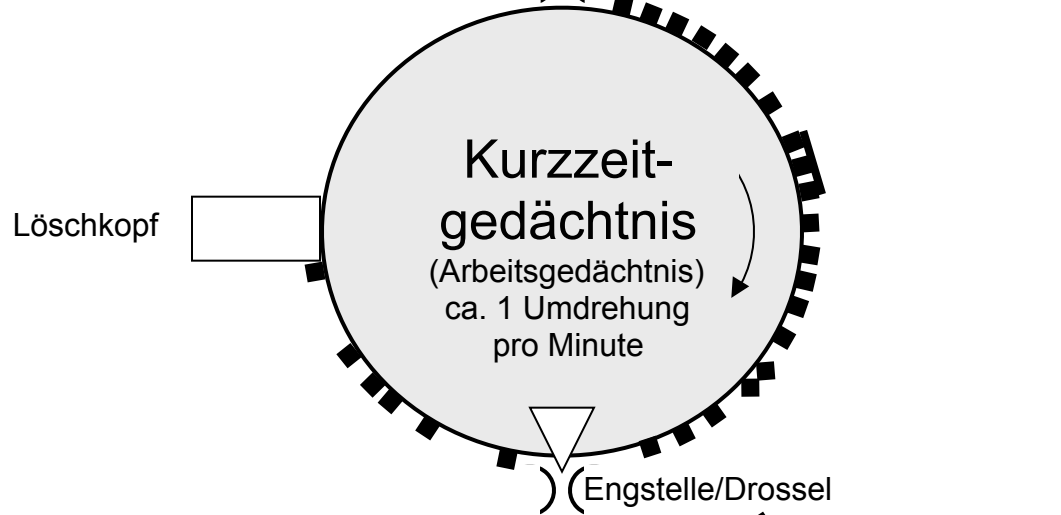 Kurzzeit-
gedächtnis
(Arbeitsgedächtnis)
ca. 1 Umdrehung
pro Minute
Löschkopf
Engstelle/Drossel